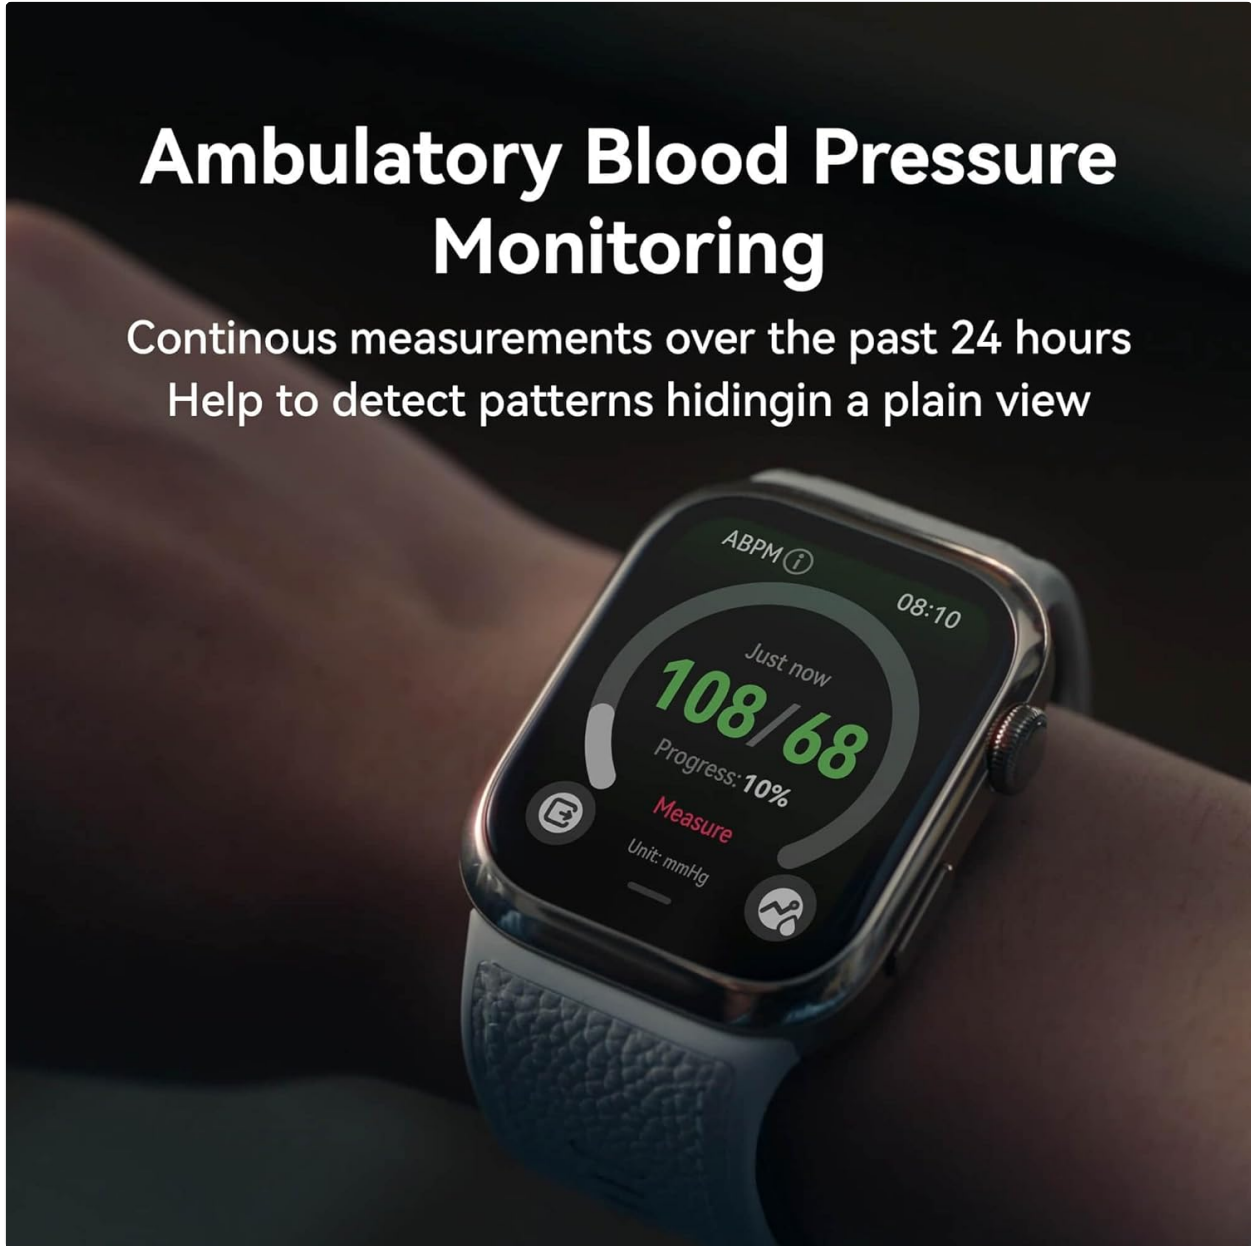 Ambulatory Blood Pressure
Monitoring
Continous measurements over the past 24 hours
Help to detect patterns hidingin a plain view
ABPM
08:10
Just now
108/68
Progress: 10%
Measure
Unit: mmHg